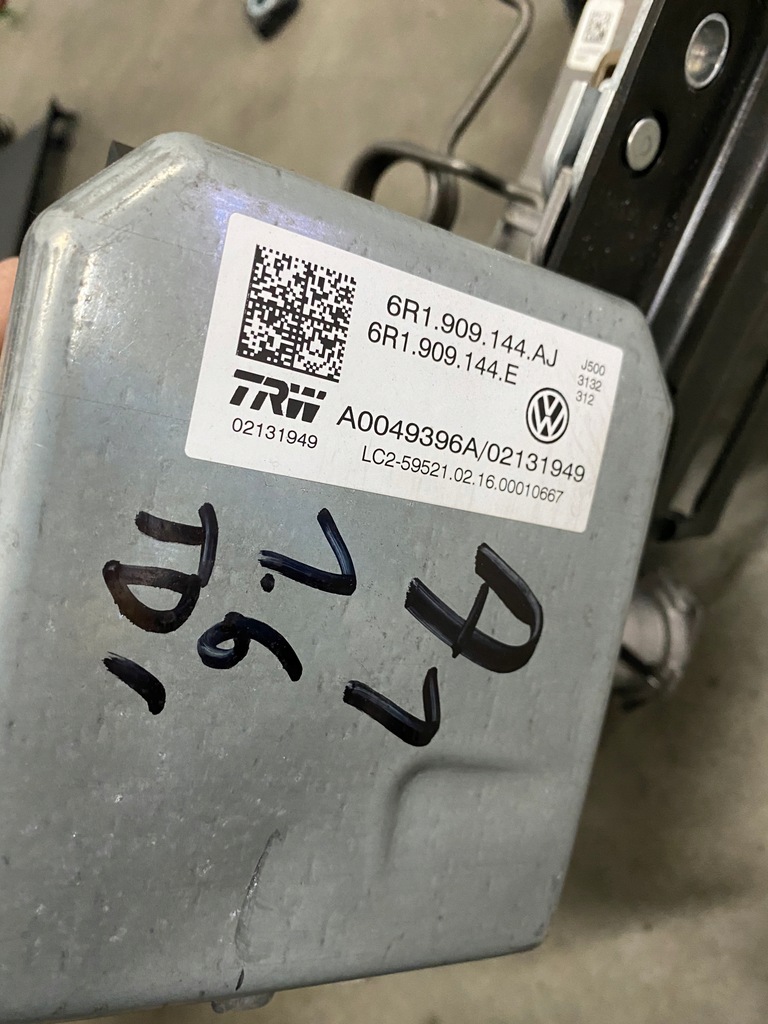 6R1.909.144.AJ
6R1.909.144.E
J500
3132
312
TRW
02131949
A0049396A/02131949
LC2-59521.02.16.00010667